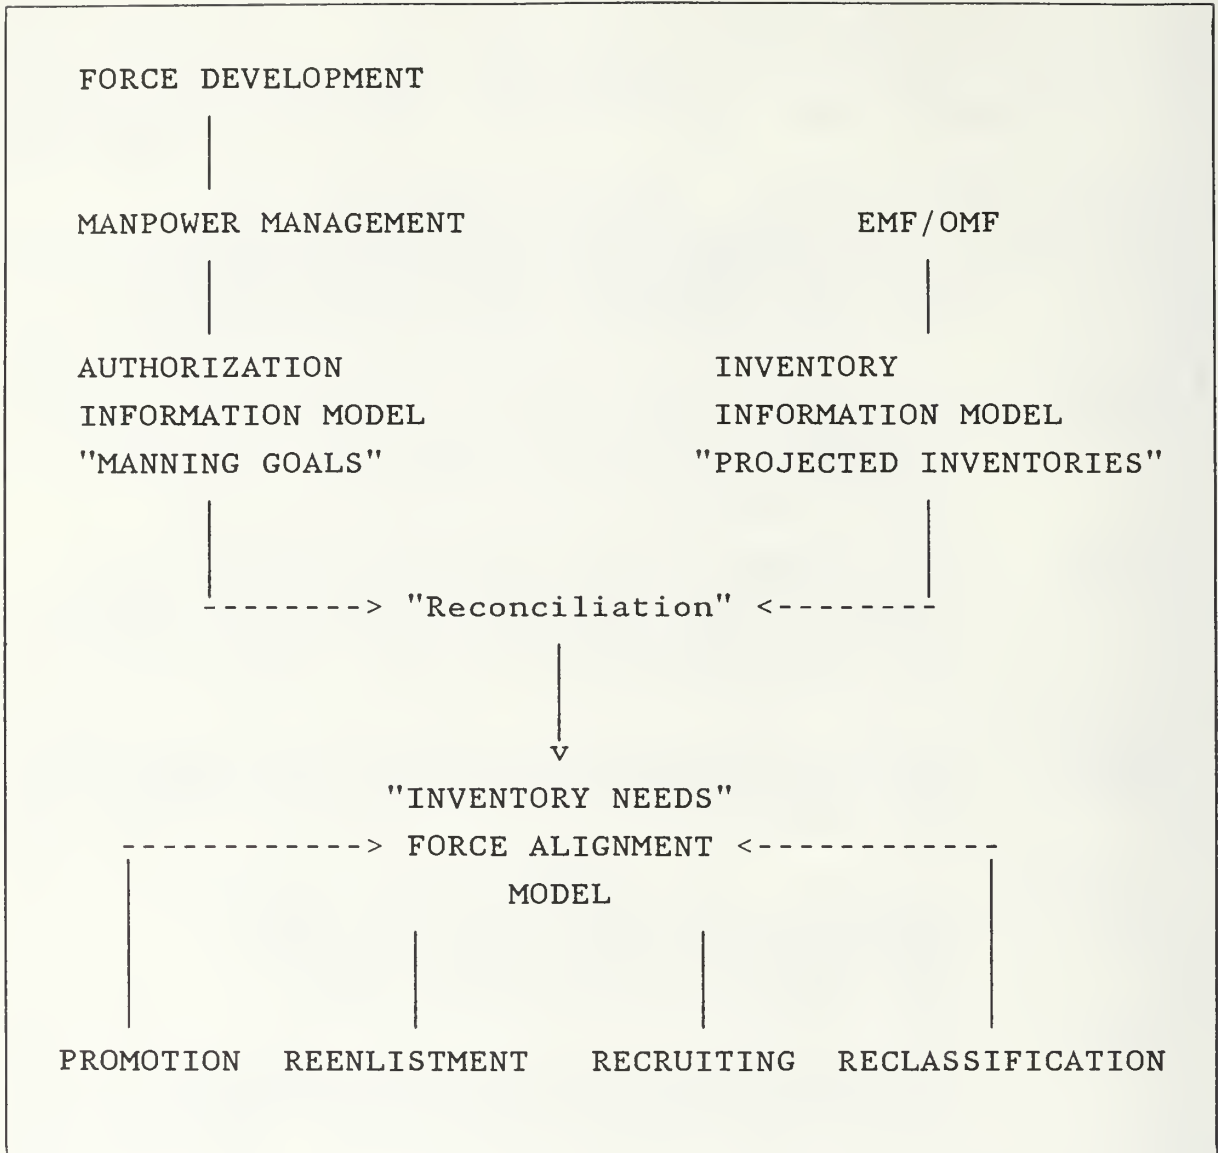 FORCE DEVELOPMENT
MANPOWER MANAGEMENT
EMF/OMF
AUTHORIZATION
INFORMATION MODEL
"MANNING GOALS"
INVENTORY
INFORMATION MODEL
"PROJECTED INVENTORIES"
"Reconciliation"
"INVENTORY NEEDS"
FORCE ALIGNMENT
MODEL
PROMOTION REENLISTMENT RECRUITING RECLASSIFICATION